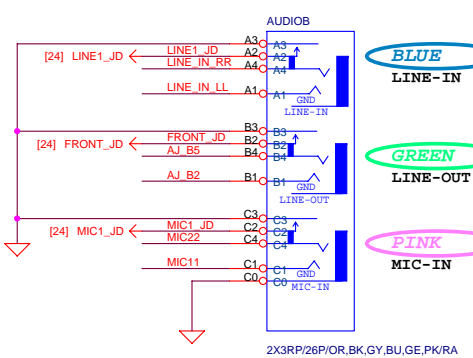 AUDIOB
A3 A3
[24] LINE1_JD LINE1_JD A2 A2
LINE_IN_RR A4 A4
LINE_IN_LL A1 A1
GND
LINE-IN
BLUE
LINE-IN
B3 B3
[24] FRONT_JD FRONT_JD B2 B2
AJ_B5 B4 B4
AJ_B2 B1 B1
GND
LINE-OUT
GREEN
LINE-OUT
C3 C3
[24] MIC1_JD MIC1_JD C2 C2
MIC22 C4 C4
MIC11 C1 C1
GND
C0 C0
MIC-IN
PINK
MIC-IN
2X3RP/26P/OR,BK,GY,BU,GE,PK/RA